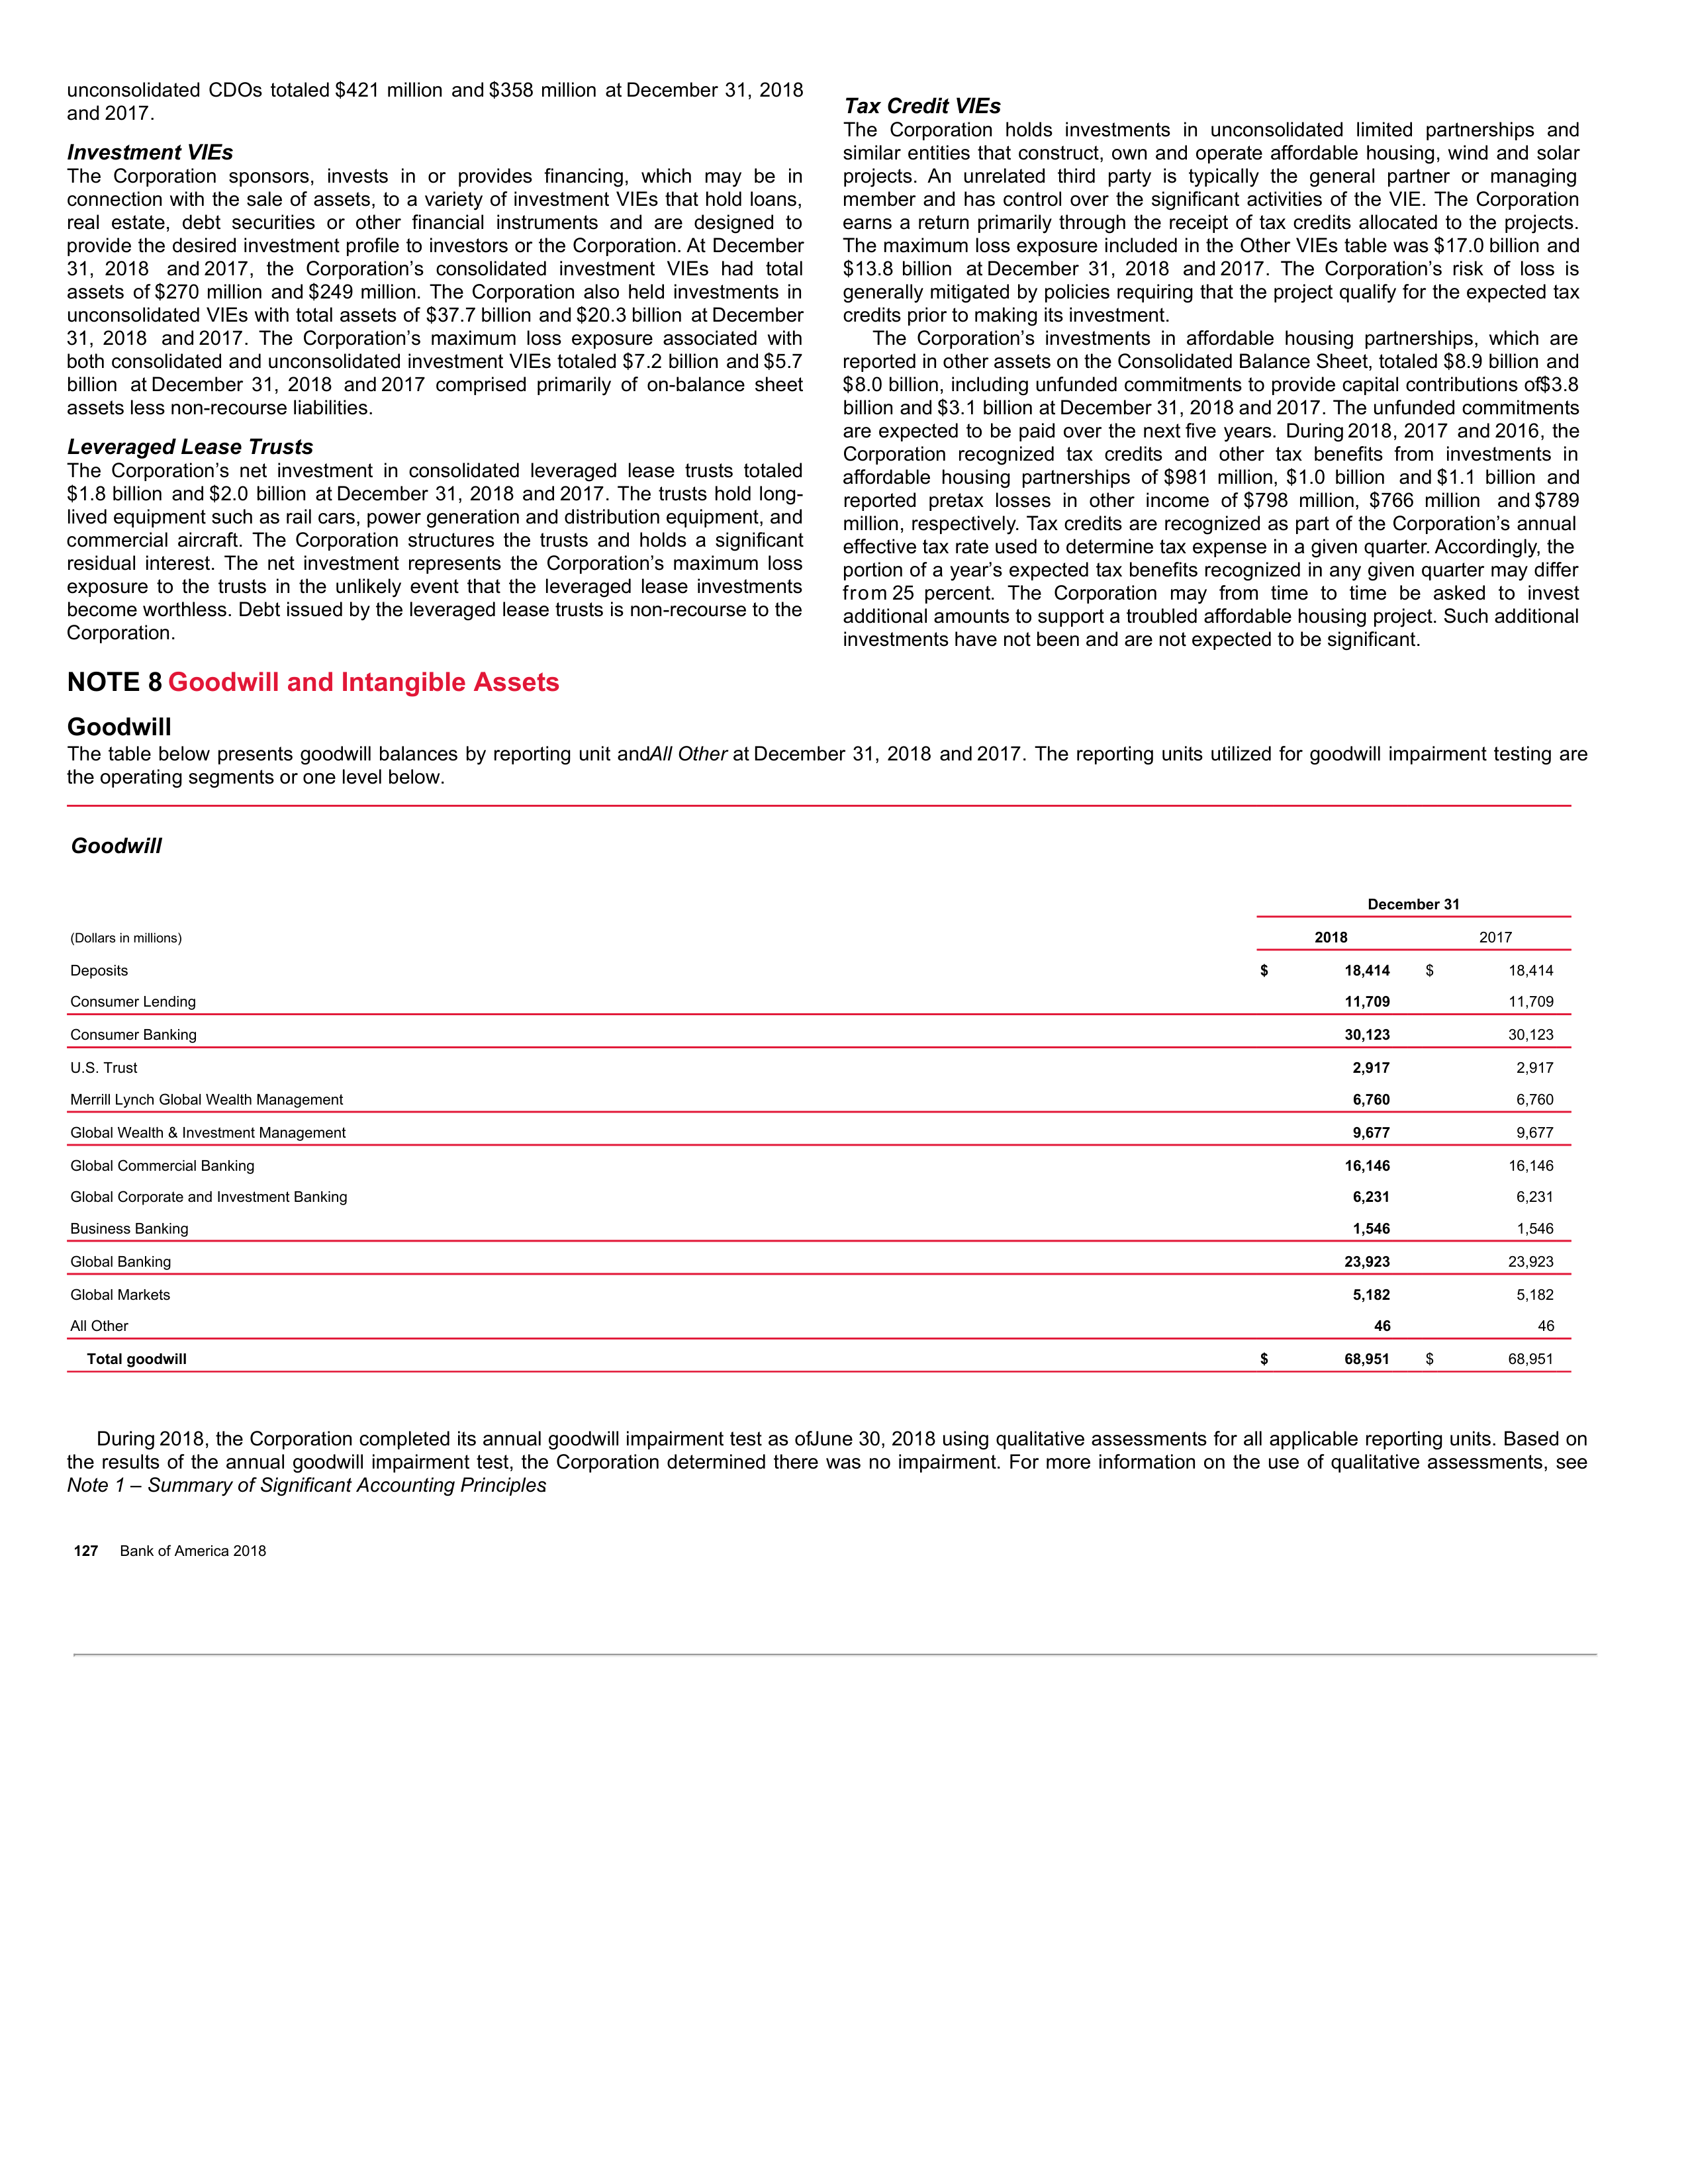 unconsolidated CDOs totaled $421 million and $358 million at December 31, 2018
and 2017.
Investment VIEs
The Corporation sponsors, invests in or provides financing, which may be in
connection with the sale of assets, to a variety of investment VIEs that hold loans,
real estate, debt securities or other financial instruments and are designed to
provide the desired investment profile to investors or the Corporation. At December
31, 2018 and 2017, the Corporation’s consolidated investment VIEs had total
assets of $270 million and $249 million. The Corporation also held investments in
unconsolidated VIEs with total assets of $37.7 billion and $20.3 billion at December
31, 2018 and 2017. The Corporation’s maximum loss exposure associated with
both consolidated and unconsolidated investment VIEs totaled $7.2 billion and $5.7
billion at December 31, 2018 and 2017 comprised primarily of on-balance sheet
assets less non-recourse liabilities.
Leveraged Lease Trusts
The Corporation’s net investment in consolidated leveraged lease trusts totaled
$1.8 billion and $2.0 billion at December 31, 2018 and 2017. The trusts hold long-
lived equipment such as rail cars, power generation and distribution equipment, and
commercial aircraft. The Corporation structures the trusts and holds a significant
residual interest. The net investment represents the Corporation’s maximum loss
exposure to the trusts in the unlikely event that the leveraged lease investments
become worthless. Debt issued by the leveraged lease trusts is non-recourse to the
Corporation.
Tax Credit VIEs
The Corporation holds investments in unconsolidated limited partnerships and
similar entities that construct, own and operate affordable housing, wind and solar
projects. An unrelated third party is typically the general partner or managing
member and has control over the significant activities of the VIE. The Corporation
earns a return primarily through the receipt of tax credits allocated to the projects.
The maximum loss exposure included in the Other VIEs table was $17.0 billion and
$13.8 billion at December 31, 2018 and 2017. The Corporation’s risk of loss is
generally mitigated by policies requiring that the project qualify for the expected tax
credits prior to making its investment.
The Corporation’s investments in affordable housing partnerships, which are
reported in other assets on the Consolidated Balance Sheet, totaled $8.9 billion and
$8.0 billion, including unfunded commitments to provide capital contributions of$3.8
billion and $3.1 billion at December 31, 2018 and 2017. The unfunded commitments
are expected to be paid over the next five years. During 2018, 2017 and 2016, the
Corporation recognized tax credits and other tax benefits from investments in
affordable housing partnerships of $981 million, $1.0 billion and $1.1 billion and
reported pretax losses in other income of $798 million, $766 million and $789
million, respectively. Tax credits are recognized as part of the Corporation’s annual
effective tax rate used to determine tax expense in a given quarter. Accordingly, the
portion of a year’s expected tax benefits recognized in any given quarter may differ
from 25 percent. The Corporation may from time to time be asked to invest
additional amounts to support a troubled affordable housing project. Such additional
investments have not been and are not expected to be significant.
NOTE 8 Goodwill and Intangible Assets
Goodwill
The table below presents goodwill balances by reporting unit andAll Other at December 31, 2018 and 2017. The reporting units utilized for goodwill impairment testing are
the operating segments or one level below.
Goodwill
December 31
(Dollars in millions) 2018 2017
Deposits $ 18,414 $ 18,414
Consumer Lending 11,709 11,709
Consumer Banking 30,123 30,123
U.S. Trust 2,917 2,917
Merrill Lynch Global Wealth Management 6,760 6,760
Global Wealth & Investment Management 9,677 9,677
Global Commercial Banking 16,146 16,146
Global Corporate and Investment Banking 6,231 6,231
Business Banking 1,546 1,546
Global Banking 23,923 23,923
Global Markets 5,182 5,182
All Other 46 46
Total goodwill $ 68,951 $ 68,951
During 2018, the Corporation completed its annual goodwill impairment test as ofJune 30, 2018 using qualitative assessments for all applicable reporting units. Based on
the results of the annual goodwill impairment test, the Corporation determined there was no impairment. For more information on the use of qualitative assessments, see
Note 1 – Summary of Significant Accounting Principles
127 Bank of America 2018